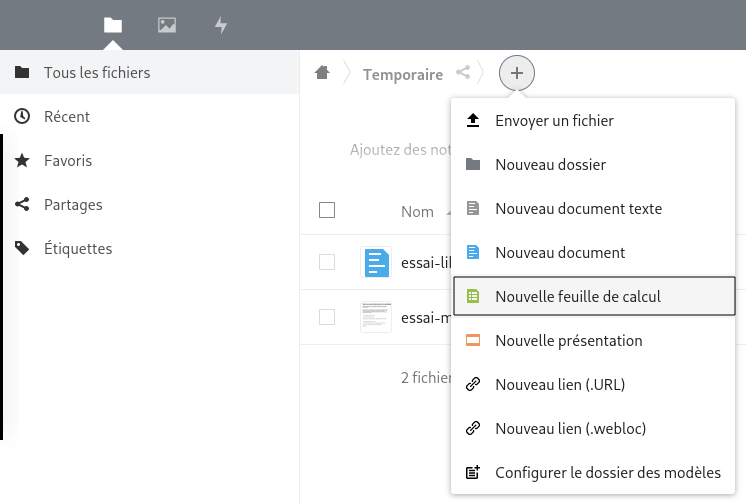 Tous les fichiers
Récent
Favoris
Partages
Étiquettes
Temporaire
Ajoutez des not
Nom
essai-li
essai-m
2 fichier
Envoyer un fichier
Nouveau dossier
Nouveau document texte
Nouveau document
Nouvelle feuille de calcul
Nouvelle présentation
Nouveau lien (.URL)
Nouveau lien (.webloc)
Configurer le dossier des modèles